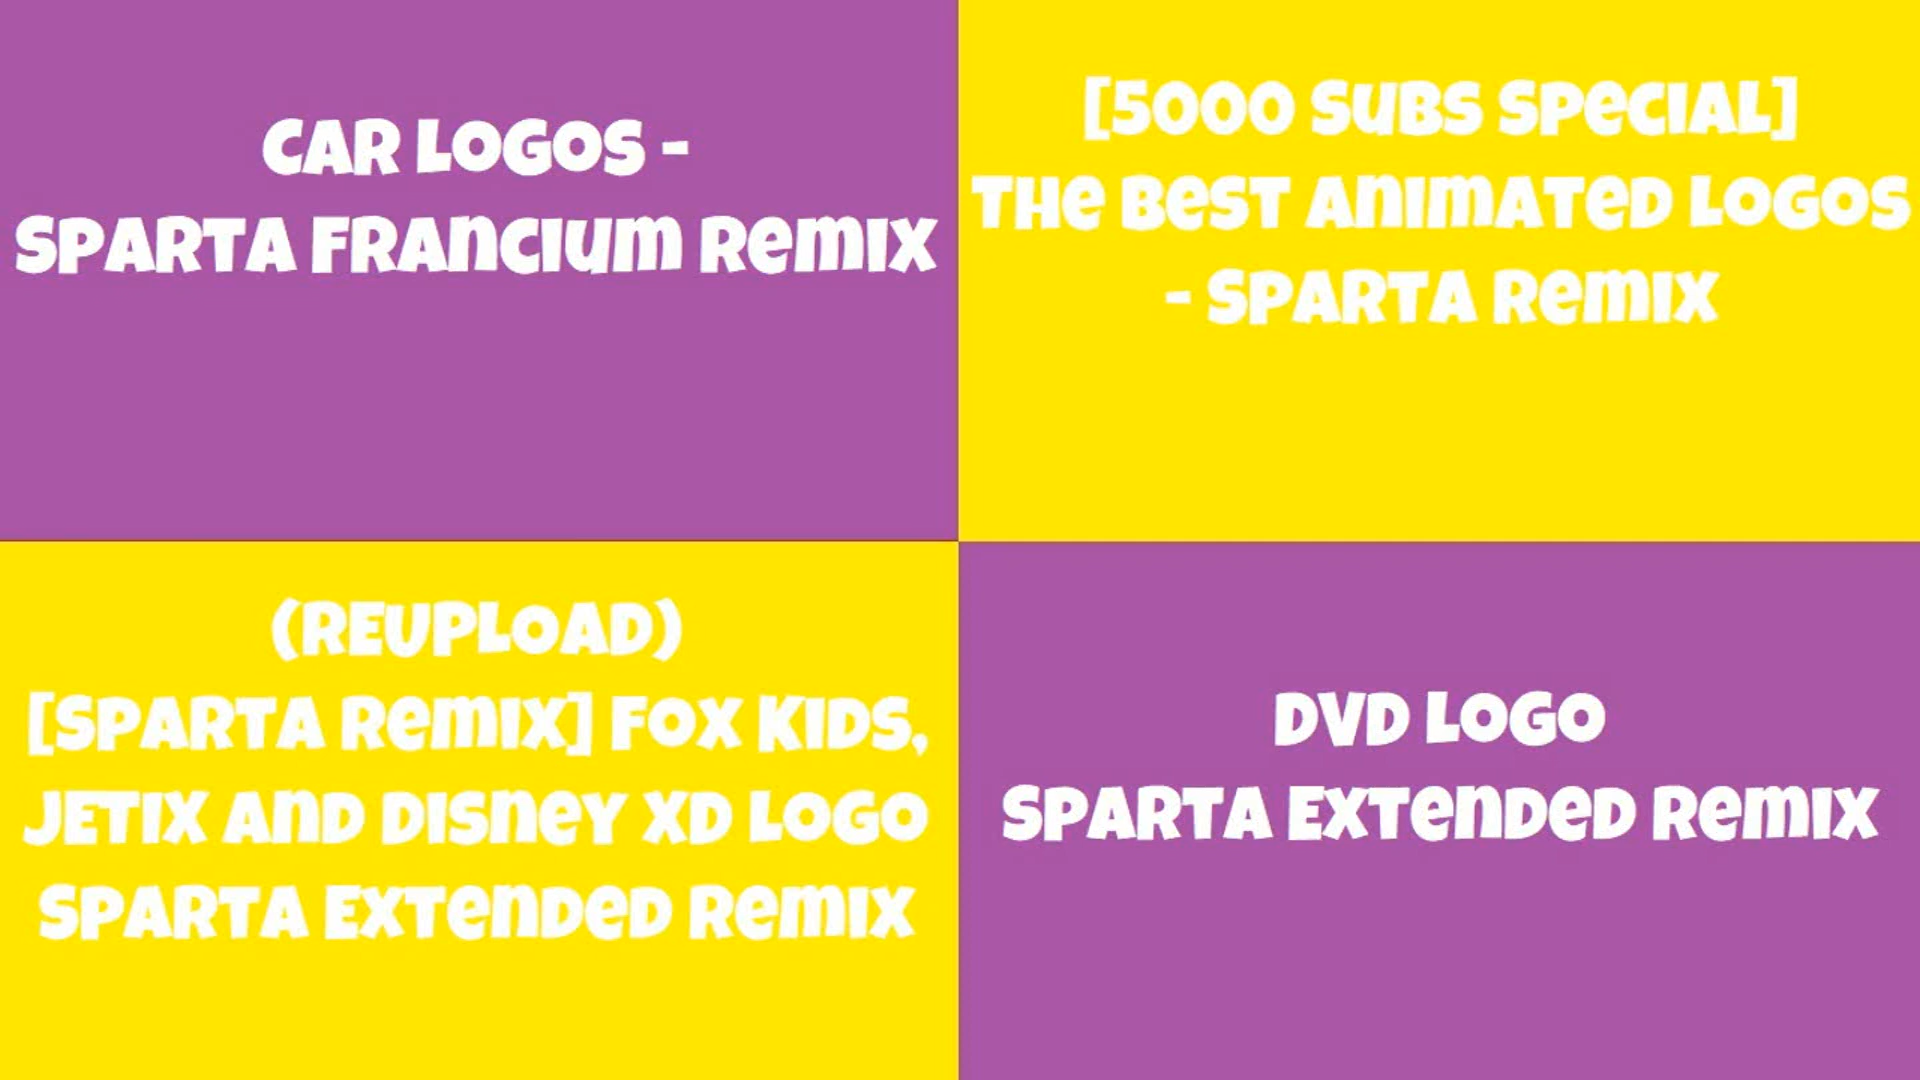 CAR LOGOS -
SPARTA FRANCIUM REMIX
[5000 SUBS SPECIAL]
THE BEST ANIMATED LOGOS
- SPARTA REMIX
(REUPLOAD)
[SPARTA REMIX] FOX KIDS,
JETIX AND DISNEY XD LOGO
SPARTA EXTENDED REMIX
DVD LOGO
SPARTA EXTENDED REMIX